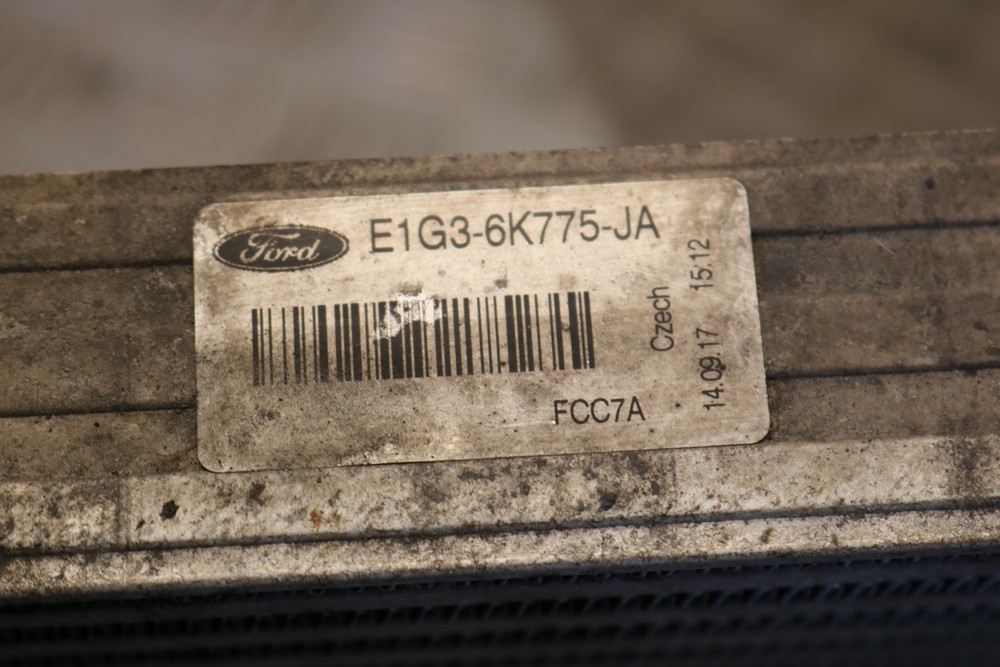 Ford
E1G3-6K775-JA
FCC7A
Czech
14.09.17 15:12